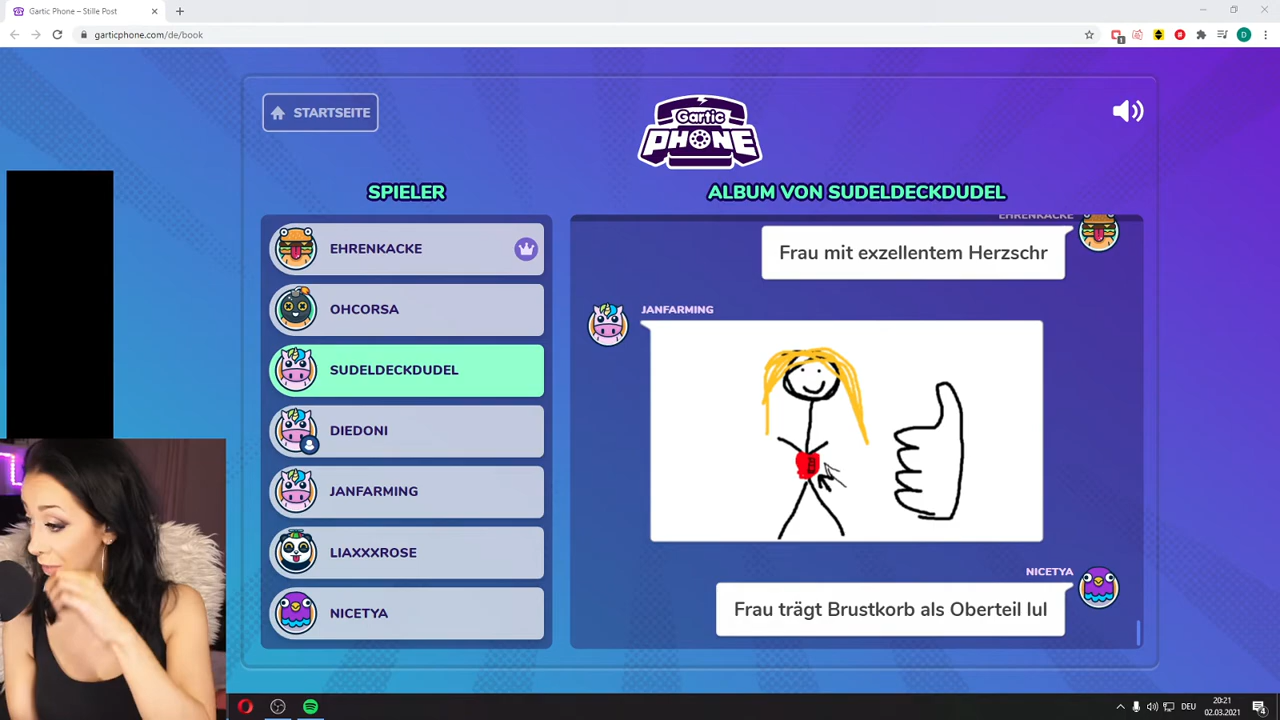 Gartic Phone – Stille Post
garticphone.com/de/book
1
D
STARTSEITE
Gartic
PHONE
SPIELER
ALBUM VON SUDELDECKDUDEL
EHRENKACKE
OHCORSA
SUDELDECKDUDEL
DIEDONI
JANFARMING
LIAXXXROSE
NICETYA
EHRENKACKE
Frau mit exzellentem Herzschr
JANFARMING
NICETYA
Frau trägt Brustkorb als Oberteil lul
DEU
20:21
02.03.2021
4